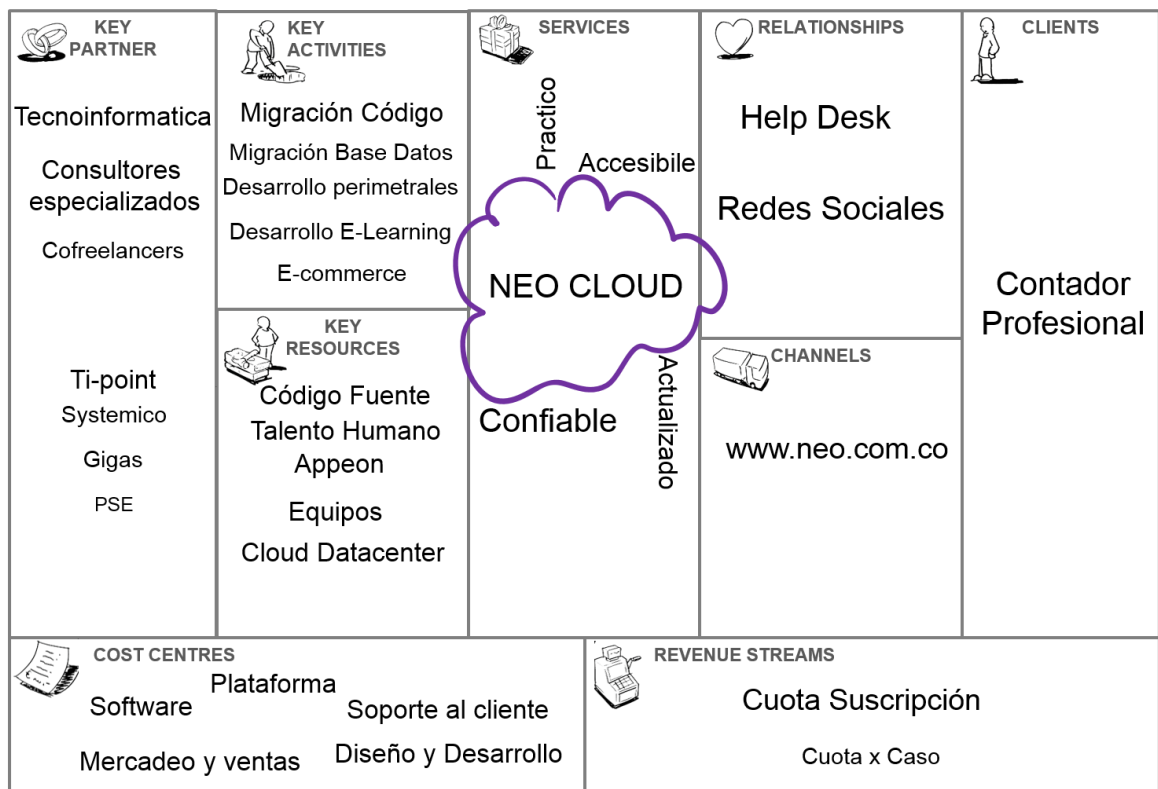 KEY
PARTNER
Tecnoinformatica
Consultores
especializados
Cofreelancers
Ti-point
Systemico
Gigas
PSE
KEY
ACTIVITIES
Migración Código
Migración Base Datos
Desarrollo perimetrales
Desarrollo E-Learning
E-commerce
KEY
RESOURCES
Código Fuente
Talento Humano
Appeon
Equipos
Cloud Datacenter
SERVICES
Practico
Accesibile
NEO CLOUD
Confiable
Actualizado
RELATIONSHIPS
Help Desk
Redes Sociales
CHANNELS
www.neo.com.co
CLIENTS
Contador
Profesional
COST CENTRES
Plataforma
Software
Soporte al cliente
Mercadeo y ventas
Diseño y Desarrollo
REVENUE STREAMS
Cuota Suscripción
Cuota x Caso